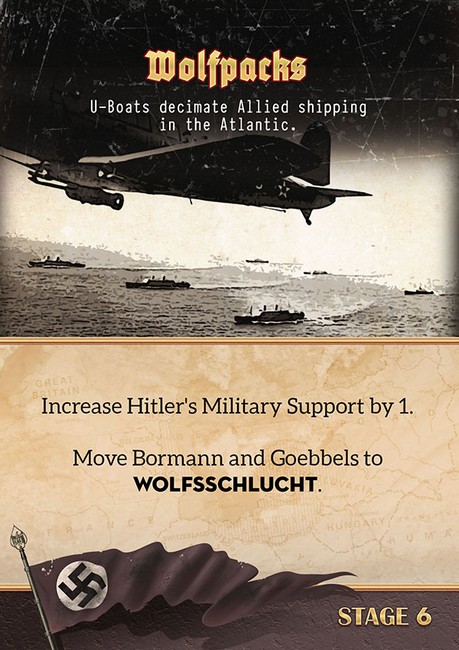 Wolfpacks
U-Boats decimate Allied shipping
in the Atlantic.
Increase Hitler's Military Support by 1.
Move Bormann and Goebbels to
WOLFSSCHLUCHT.
STAGE 6